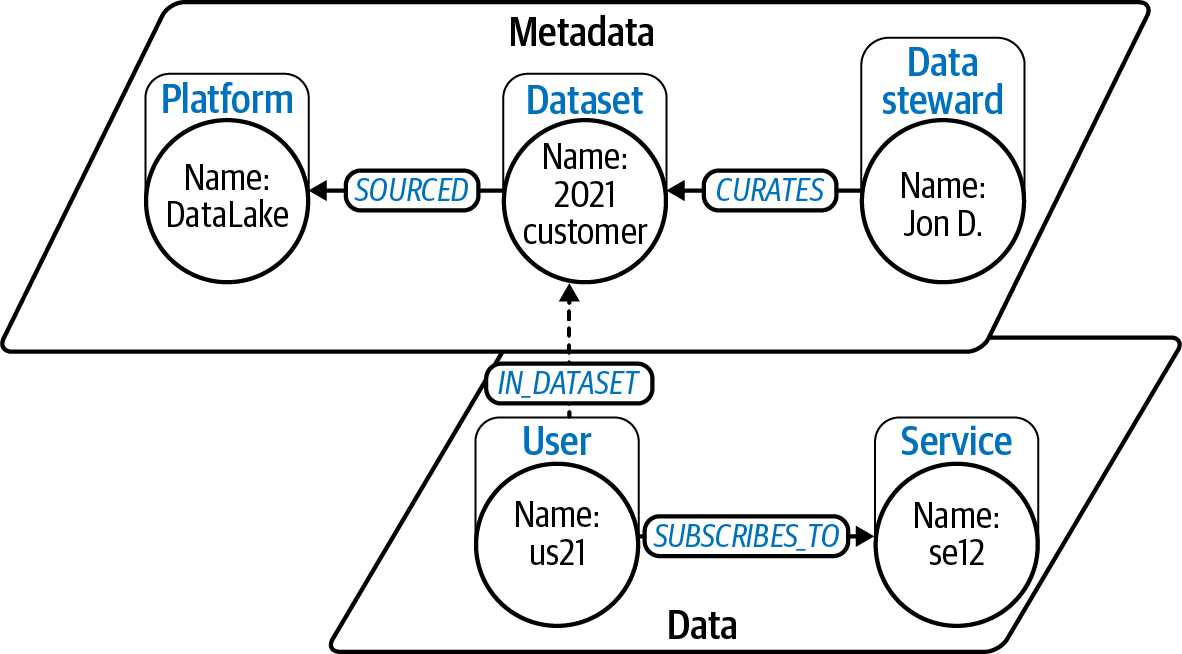 Metadata
Platform
Name:
DataLake
SOURCED
Dataset
Name:
2021
customer
CURATES
Data
steward
Name:
Jon D.
IN_DATASET
User
Name:
us21
SUBSCRIBES_TO
Service
Name:
se12
Data